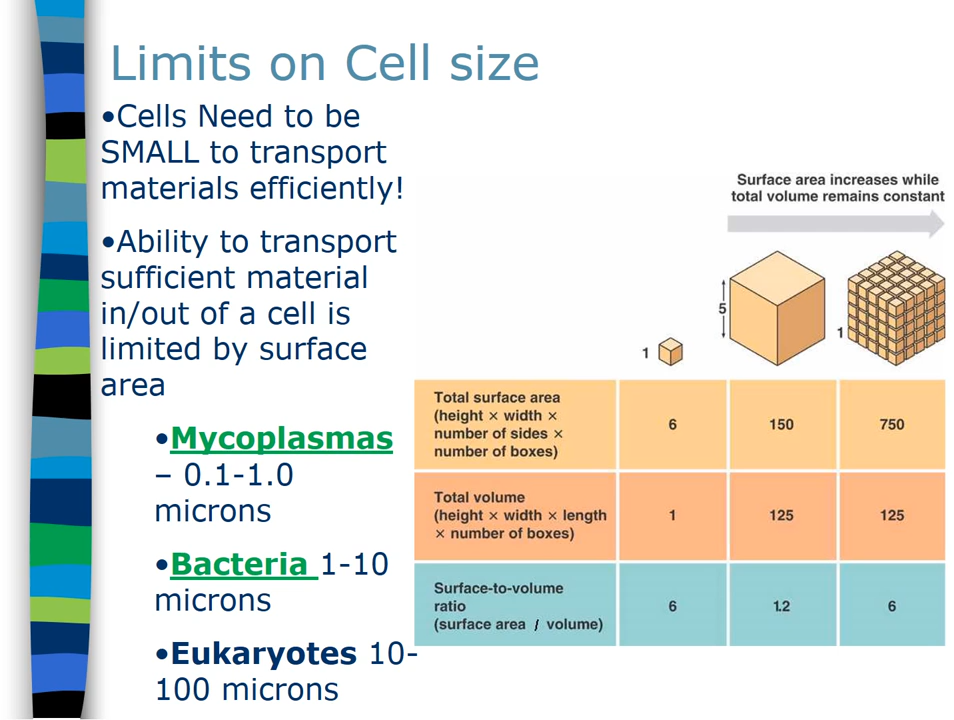 Limits on Cell size
•Cells Need to be
SMALL to transport
materials efficiently!
•Ability to transport
sufficient material
in/out of a cell is
limited by surface
area
•Mycoplasmas
– 0.1-1.0
microns
•Bacteria 1-10
microns
•Eukaryotes 10-
100 microns
Surface area increases while
total volume remains constant
5
1
1
Total surface area
(height × width ×
number of sides ×
number of boxes)
6
150
750
Total volume
(height × width × length
× number of boxes)
1
125
125
Surface-to-volume
ratio
(surface area / volume)
6
1.2
6